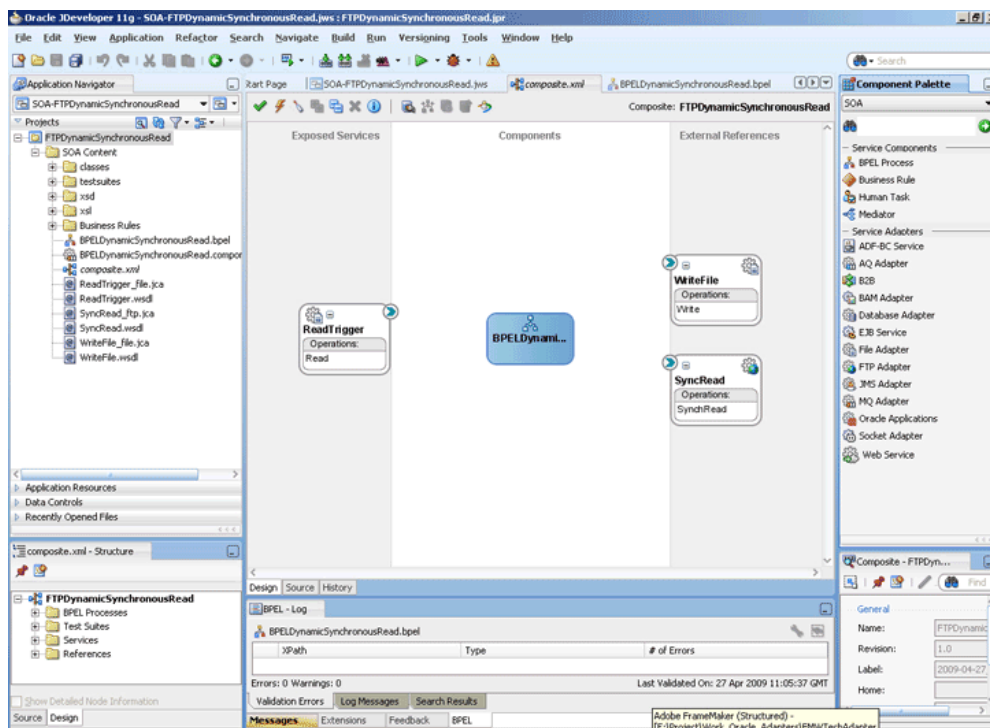 Oracle JDeveloper 11g - SOA-FTPDynamicSynchronousRead.jws : FTPDynamicSynchronousRead.jpr
File Edit View Application Refactor Search Navigate Build Run Versioning Tools Window Help
Search
Application Navigator
SOA-FTPDynamicSynchronousRead
Projects
FTPDynamicSynchronousRead
SOA Content
classes
testsuites
xsd
xsl
Business Rules
BPELDynamicSynchronousRead.bpel
BPELDynamicSynchronousRead.compor
composite.xml
ReadTrigger_file.jca
ReadTrigger.wsdl
SyncRead_ftp.jca
SyncRead.wsdl
WriteFile_file.jca
WriteFile.wsdl
Application Resources
Data Controls
Recently Opened Files
composite.xml - Structure
FTPDynamicSynchronousRead
BPEL Processes
Test Suites
Services
References
Show Detailed Node Information
Source Design
tart Page SOA-FTPDynamicSynchronousRead.jws composite.xml BPELDynamicSynchronousRead.bpel
Composite: FTPDynamicSynchronousRead
Exposed Services Components External References
ReadTrigger
Operations:
Read
BPELDynami...
WriteFile
Operations:
Write
SyncRead
Operations:
SynchRead
Design Source History
BPEL - Log
BPELDynamicSynchronousRead.bpel
XPath Type # of Errors
Errors: 0 Warnings: 0 Last Validated On: 27 Apr 2009 11:05:37 GMT
Validation Errors Log Messages Search Results
Messages Extensions Feedback BPEL
Adobe FrameMaker (Structured) -
Component Palette
SOA
Service Components
BPEL Process
Business Rule
Human Task
Mediator
Service Adapters
ADF-BC Service
AQ Adapter
B2B
BAM Adapter
Database Adapter
EJB Service
File Adapter
FTP Adapter
JMS Adapter
MQ Adapter
Oracle Applications
Socket Adapter
Web Service
Composite - FTPDyn...
Find
General
Name: FTPDynamic
Revision: 1.0
Label: 2009-04-27
Home: